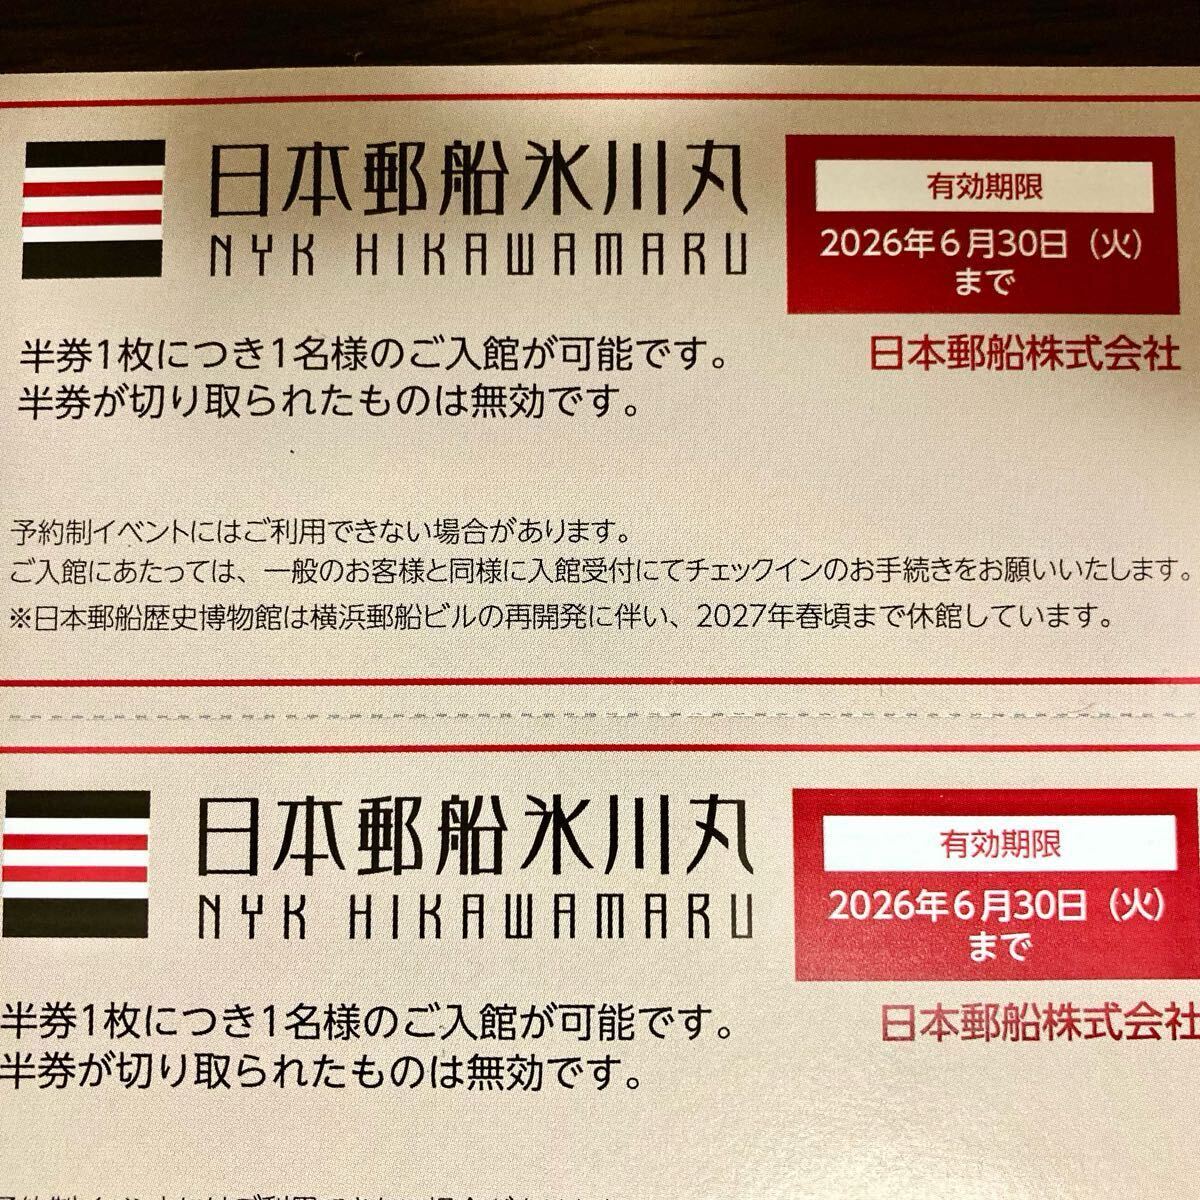 日本郵船氷川丸
NYK HIKAWAMARU
有効期限
2026年6月30日（火）
まで
半券1枚につき1名様のご入館が可能です。
日本郵船株式会社
半券が切り取られたものは無効です。
予約制イベントにはご利用できない場合があります。
ご入館にあたっては、一般のお客様と同様に入館受付にてチェックインのお手続きをお願いいたします。
※日本郵船歴史博物館は横浜郵船ビルの再開発に伴い、2027年春頃まで休館しています。
日本郵船氷川丸
NYK HIKAWAMARU
有効期限
2026年6月30日（火）
まで
半券1枚につき1名様のご入館が可能です。
日本郵船株式会社
半券が切り取られたものは無効です。